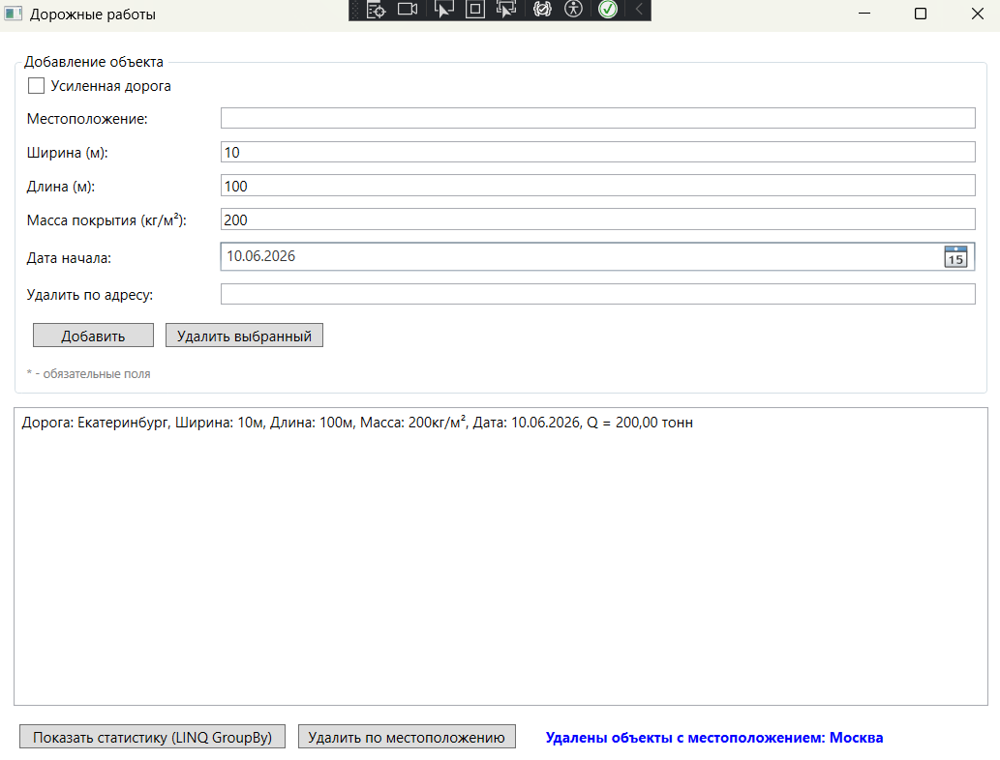 Дорожные работы
Добавление объекта
Усиленная дорога
Местоположение:
Ширина (м): 10
Длина (м): 100
Масса покрытия (кг/м²): 200
Дата начала: 10.06.2026 15
Удалить по адресу:
Добавить Удалить выбранный
* - обязательные поля
Дорога: Екатеринбург, Ширина: 10м, Длина: 100м, Масса: 200кг/м², Дата: 10.06.2026, Q = 200,00 тонн
Показать статистику (LINQ GroupBy) Удалить по местоположению Удалены объекты с местоположением: Москва